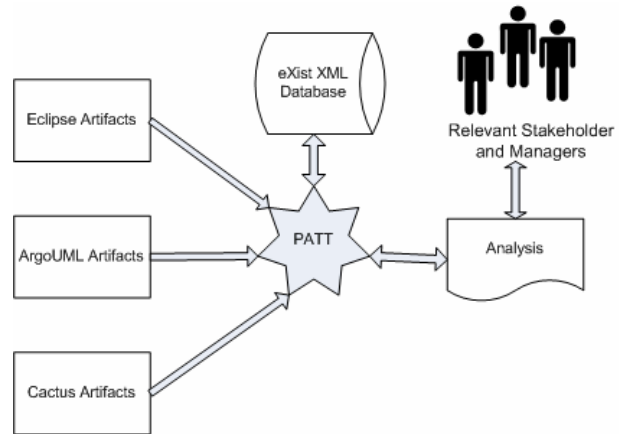 eXist XML
Database
Eclipse Artifacts
Relevant Stakeholder
and Managers
ArgoUML Artifacts
PATT
Analysis
Cactus Artifacts